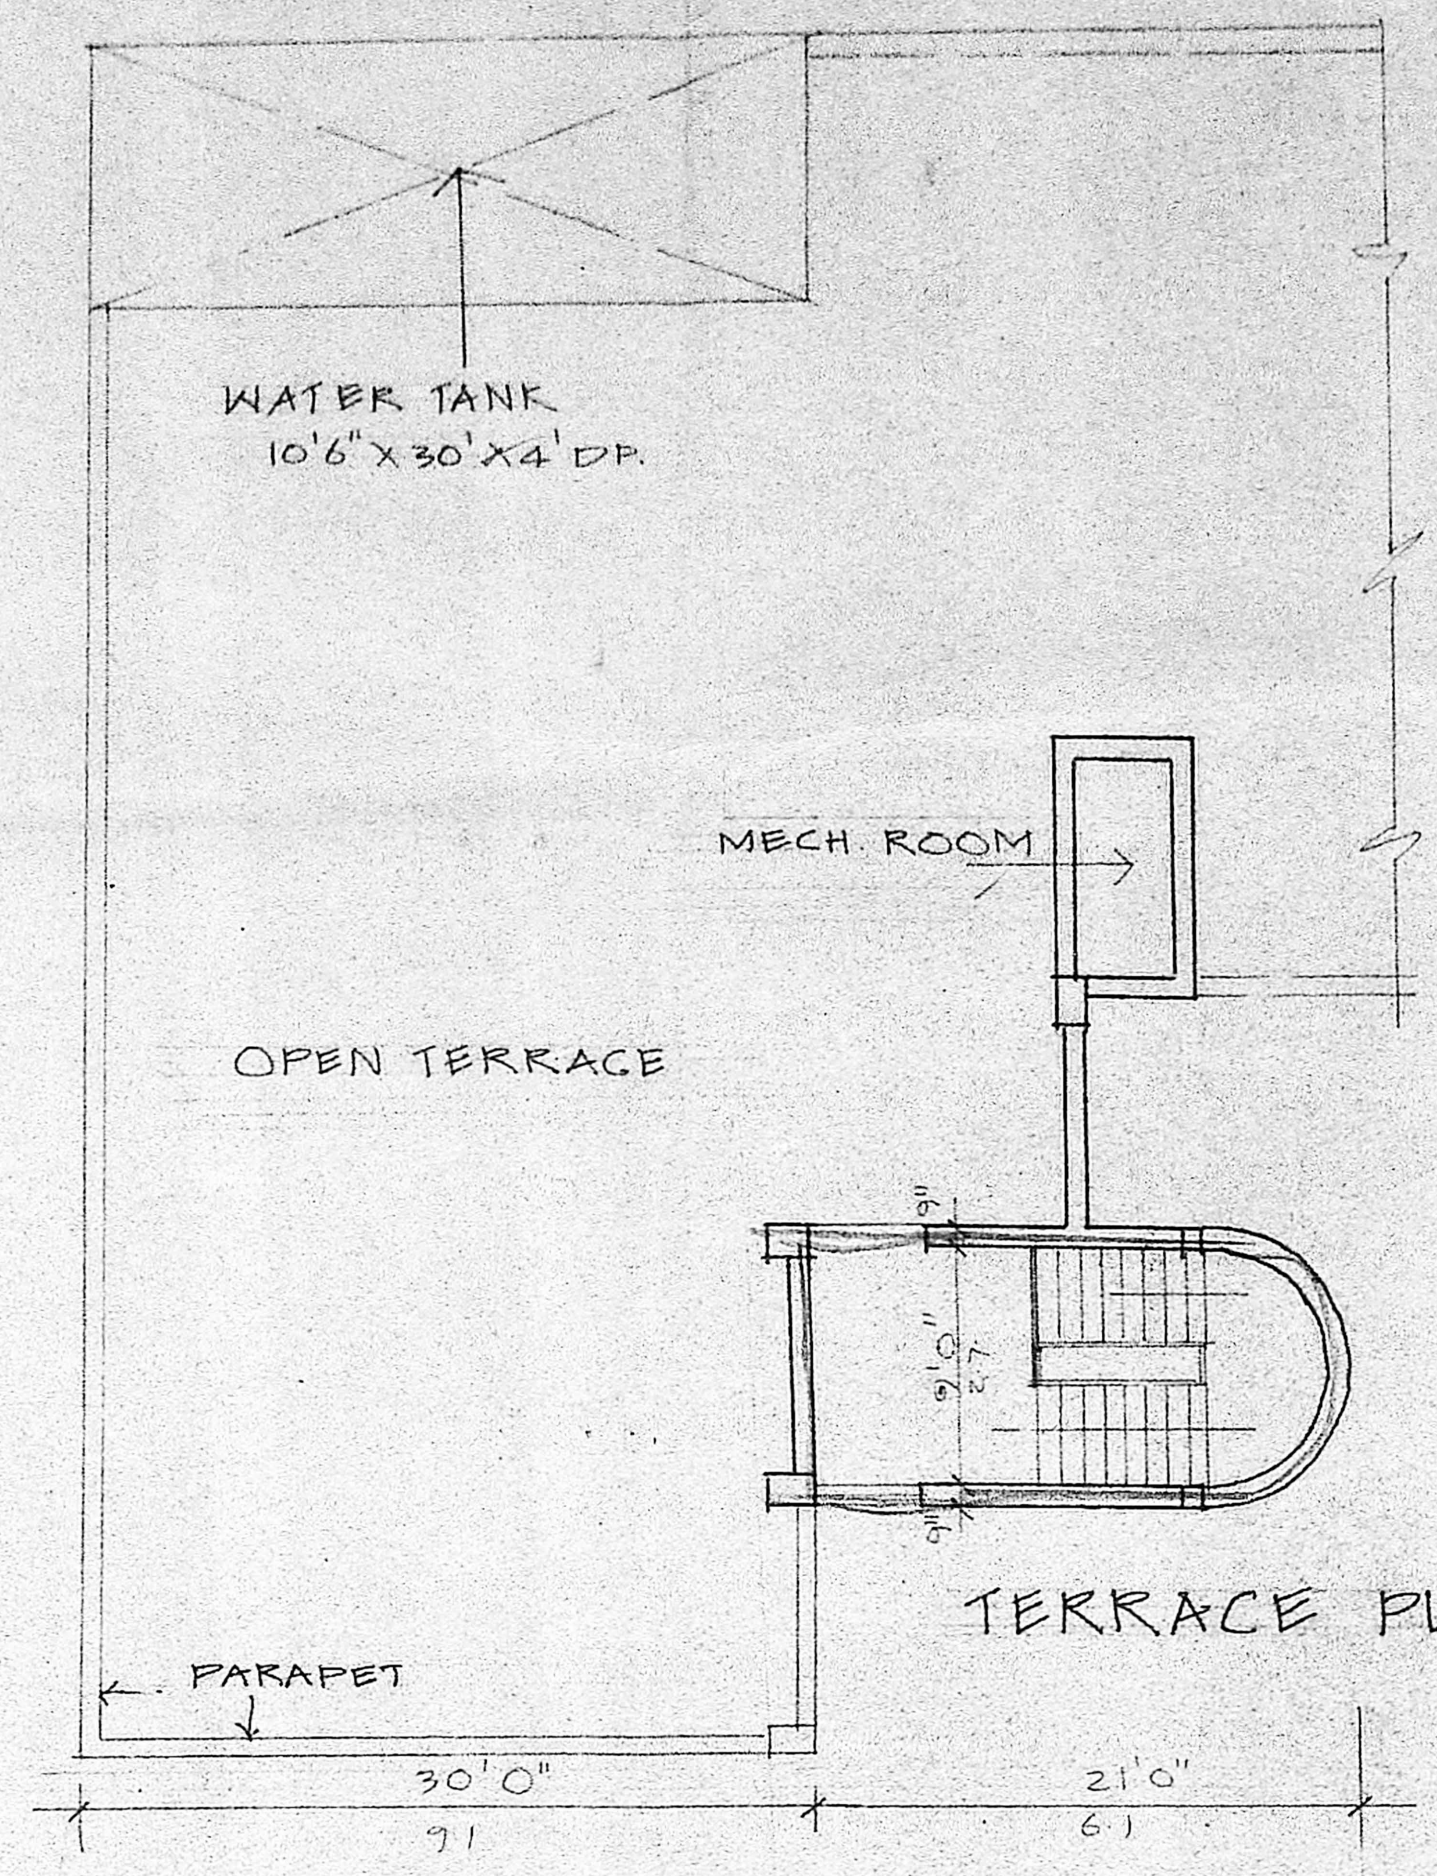 WATER TANK
10'6" X 30' X 4' DP.
MECH. ROOM
OPEN TERRACE
9"
9'0"
2.7
9"
TERRACE
PARAPET
30'0"
21'0"
9.1
6.1